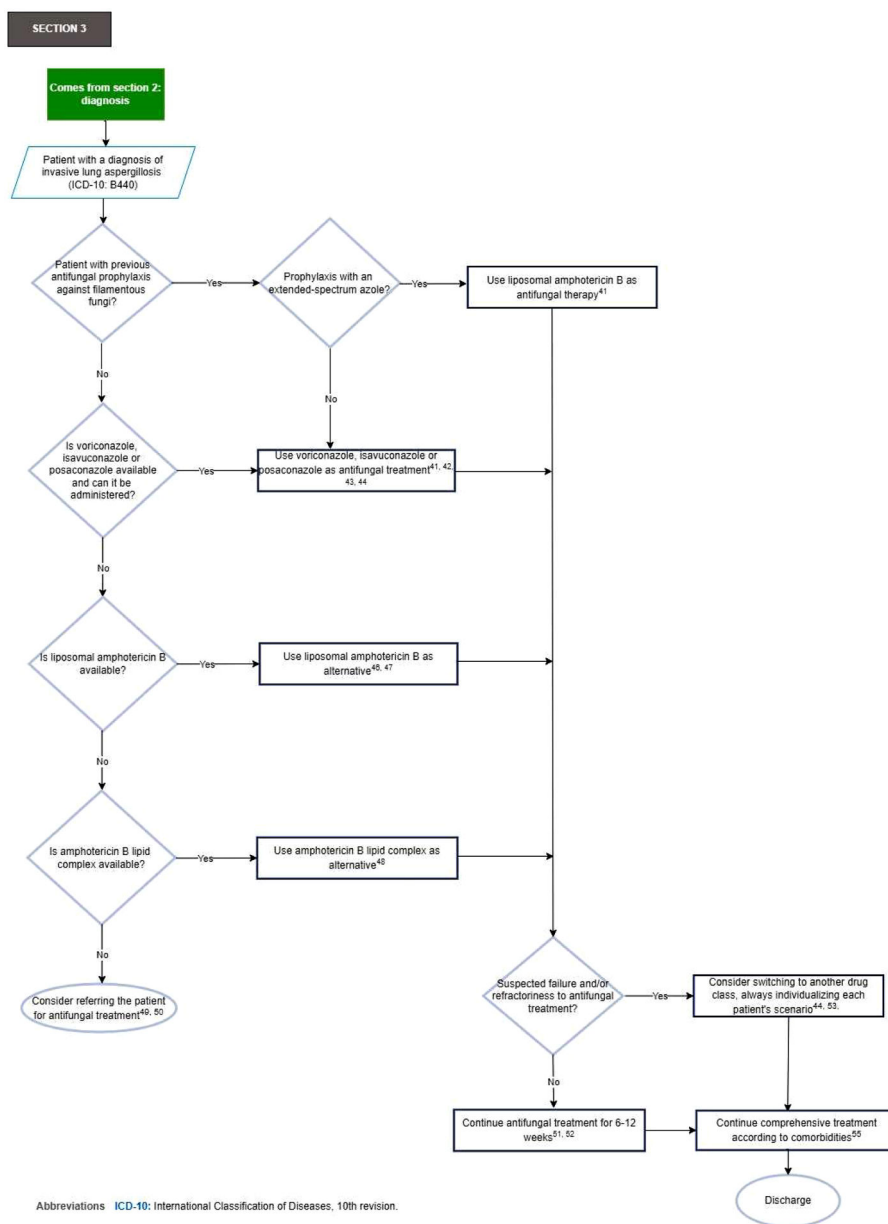 SECTION 3
Comes from section 2:
diagnosis
Patient with a diagnosis of
invasive lung aspergillosis
(ICD-10: B440)
Patient with previous
antifungal prophylaxis
against filamentous
fungi?
Yes
Prophylaxis with an
extended-spectrum azole?
Yes
Use liposomal amphotericin B as
antifungal therapy41
No
No
Is voriconazole,
isavuconazole or
posaconazole available
and can it be
administered?
Yes
Use voriconazole, isavuconazole or
posaconazole as antifungal treatment41, 42,
43, 44
No
Is liposomal amphotericin B
available?
Yes
Use liposomal amphotericin B as
alternative46, 47
No
Is amphotericin B lipid
complex available?
Yes
Use amphotericin B lipid complex as
alternative48
No
Consider referring the patient
for antifungal treatment49, 50
Suspected failure and/or
refractoriness to antifungal
treatment?
Yes
Consider switching to another drug
class, always individualizing each
patient's scenario44, 53,
No
Continue antifungal treatment for 6-12
weeks51, 52
Continue comprehensive treatment
according to comorbidities55
Discharge
Abbreviations ICD-10: International Classification of Diseases, 10th revision.